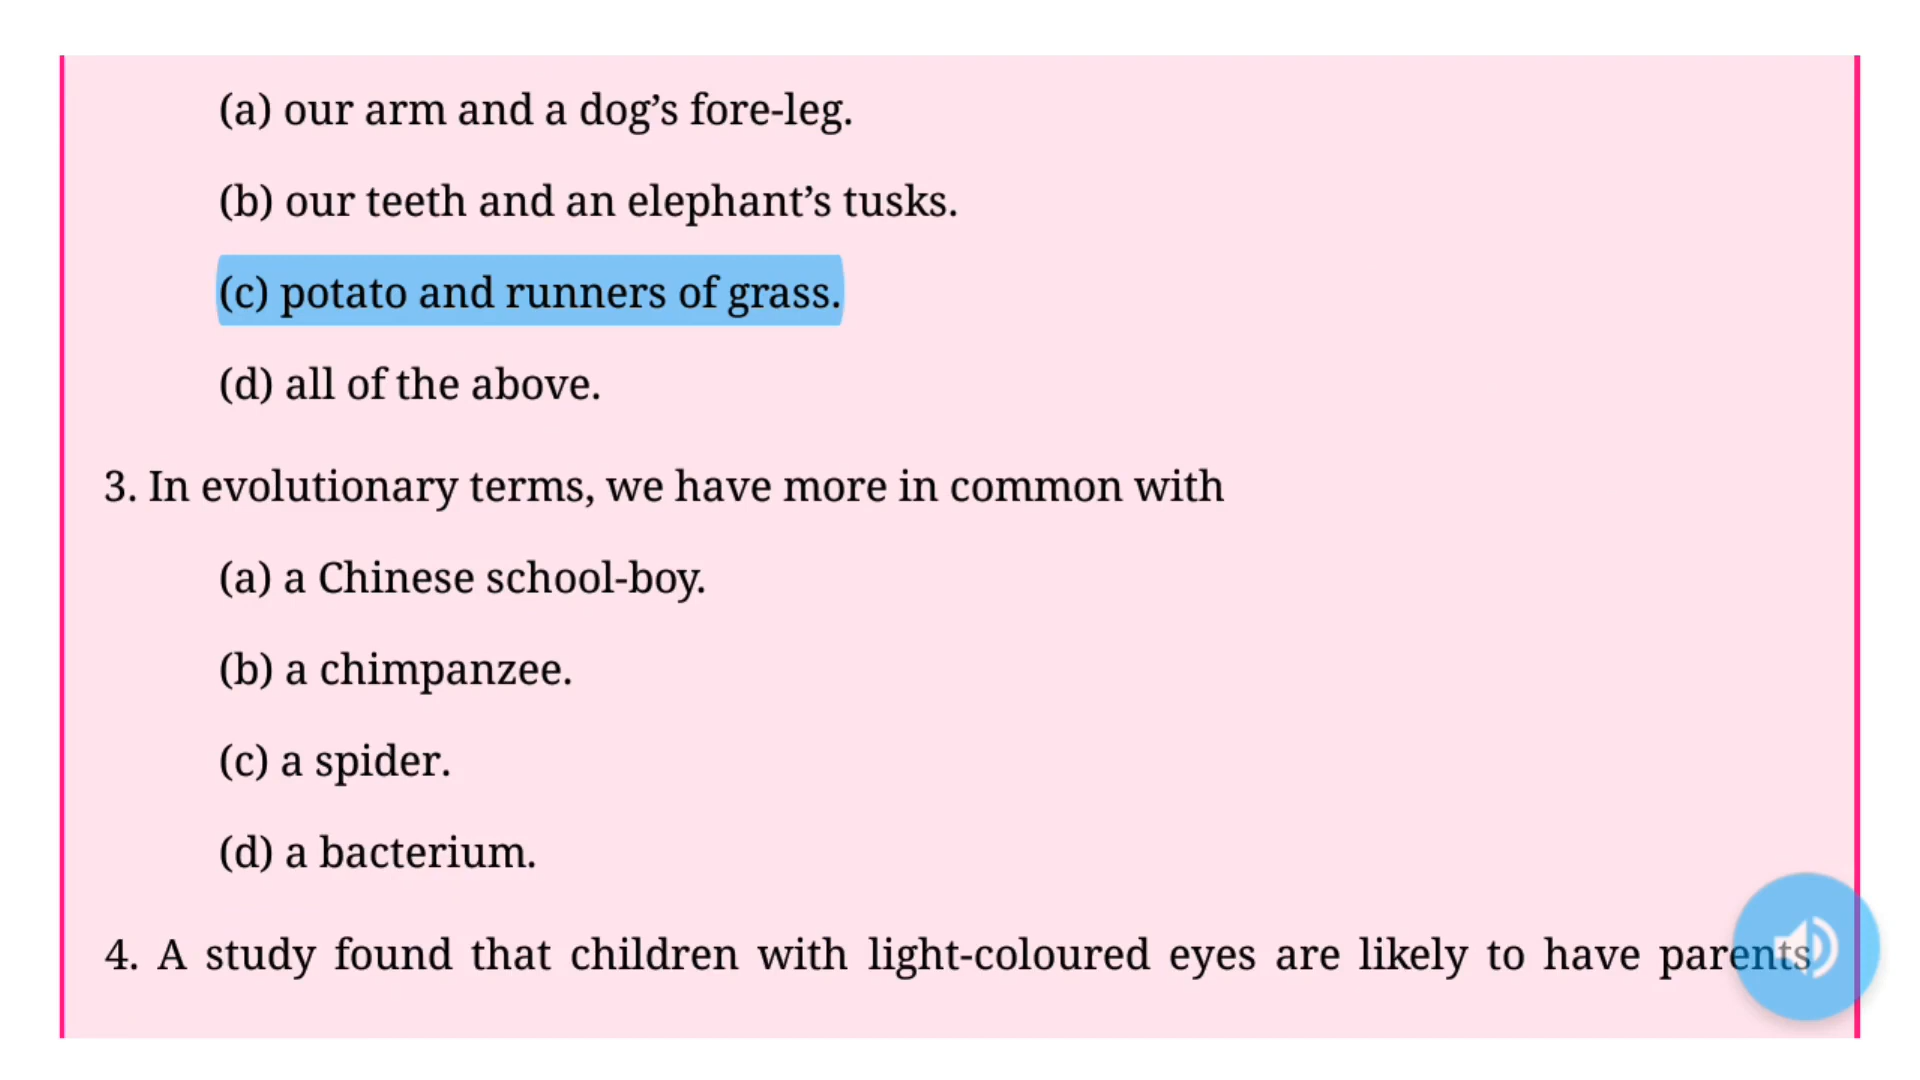 (a) our arm and a dog’s fore-leg.
(b) our teeth and an elephant’s tusks.
(c) potato and runners of grass.
(d) all of the above.
3. In evolutionary terms, we have more in common with
(a) a Chinese school-boy.
(b) a chimpanzee.
(c) a spider.
(d) a bacterium.
4. A study found that children with light-coloured eyes are likely to have parents